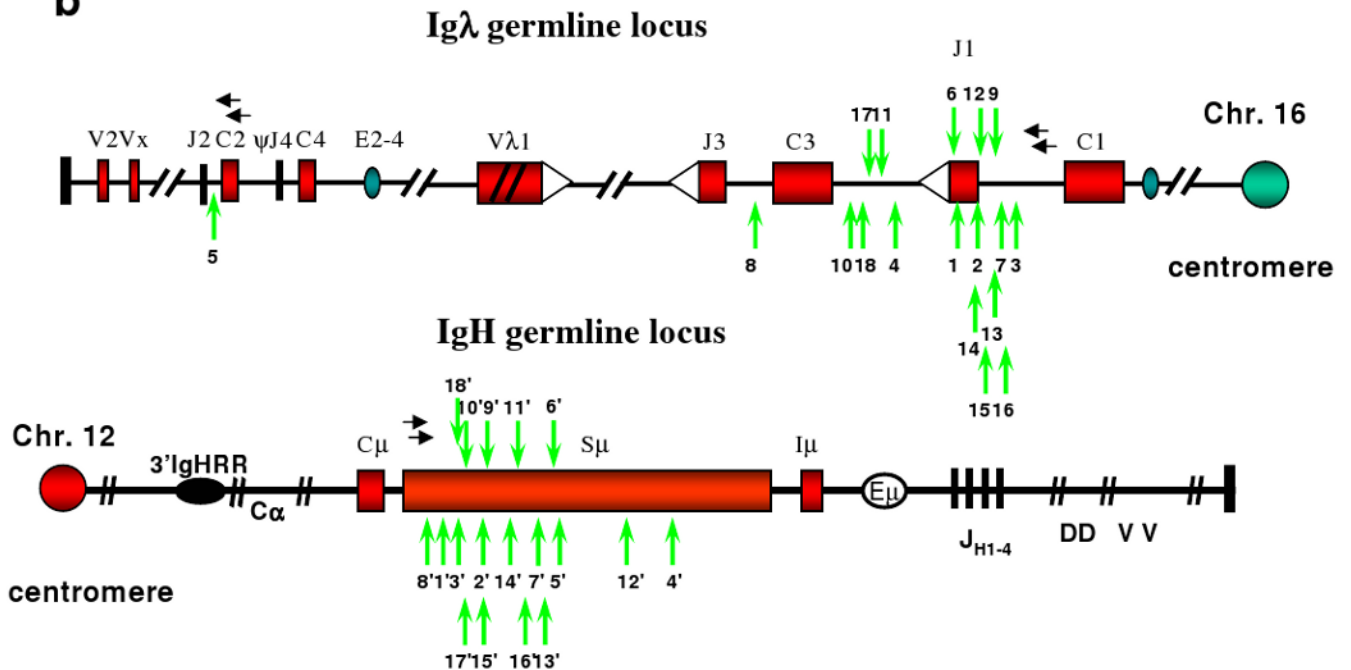 b
Igλ germline locus
J1
6 12 9
17 11
Chr. 16
V2 Vx J2 C2 ψJ4 C4 E2-4 Vλ1 J3 C3 C1
5
8 10 18 4 1 2 7 3
centromere
14 13
15 16
IgH germline locus
18'
10' 9' 11' 6'
Chr. 12
Cμ Sμ Iμ
3'IgHRR
Cα
Eμ
JH1-4
DD V V
8' 1' 3' 2' 14' 7' 5' 12' 4'
centromere
17' 15' 16' 13'